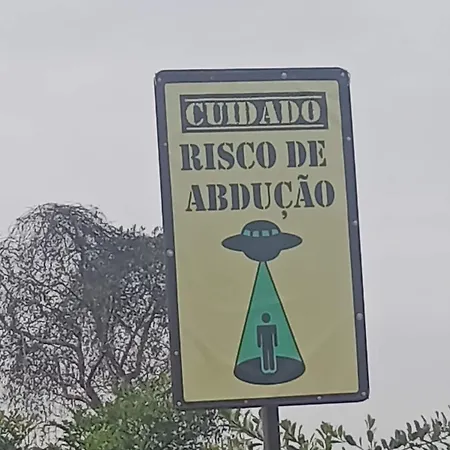 CUIDADO
RISCO DE
ABDUÇÃO